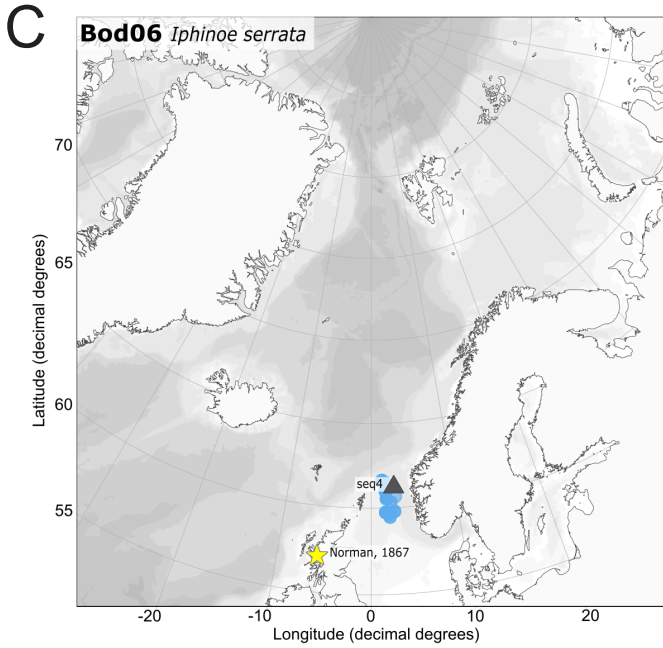 C
Bod06 Iphinoe serrata
70
65
60
55
Latitude (decimal degrees)
seq4
Norman, 1867
-20 -10 0 10 20
Longitude (decimal degrees)